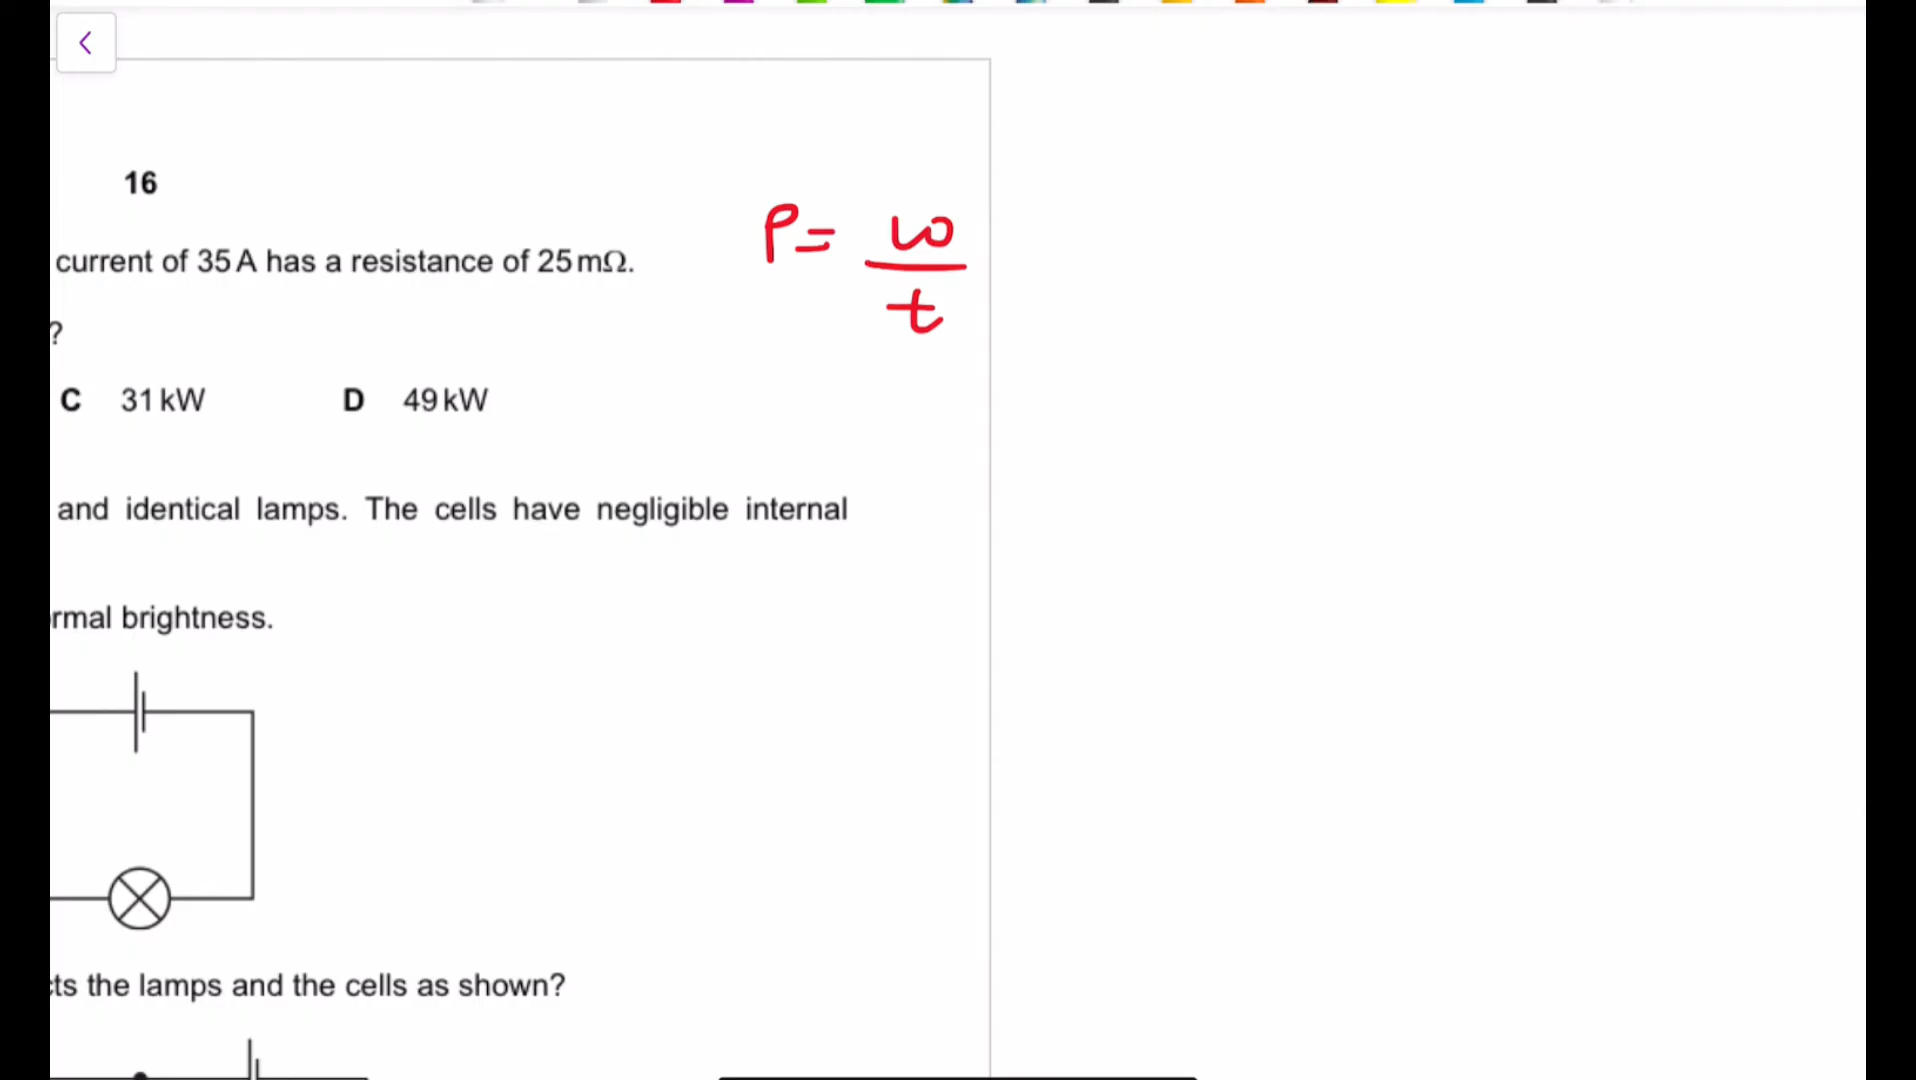 16
current of 35 A has a resistance of 25 mΩ.
P = w
t
?
C 31 kW D 49 kW
and identical lamps. The cells have negligible internal
rmal brightness.
ts the lamps and the cells as shown?